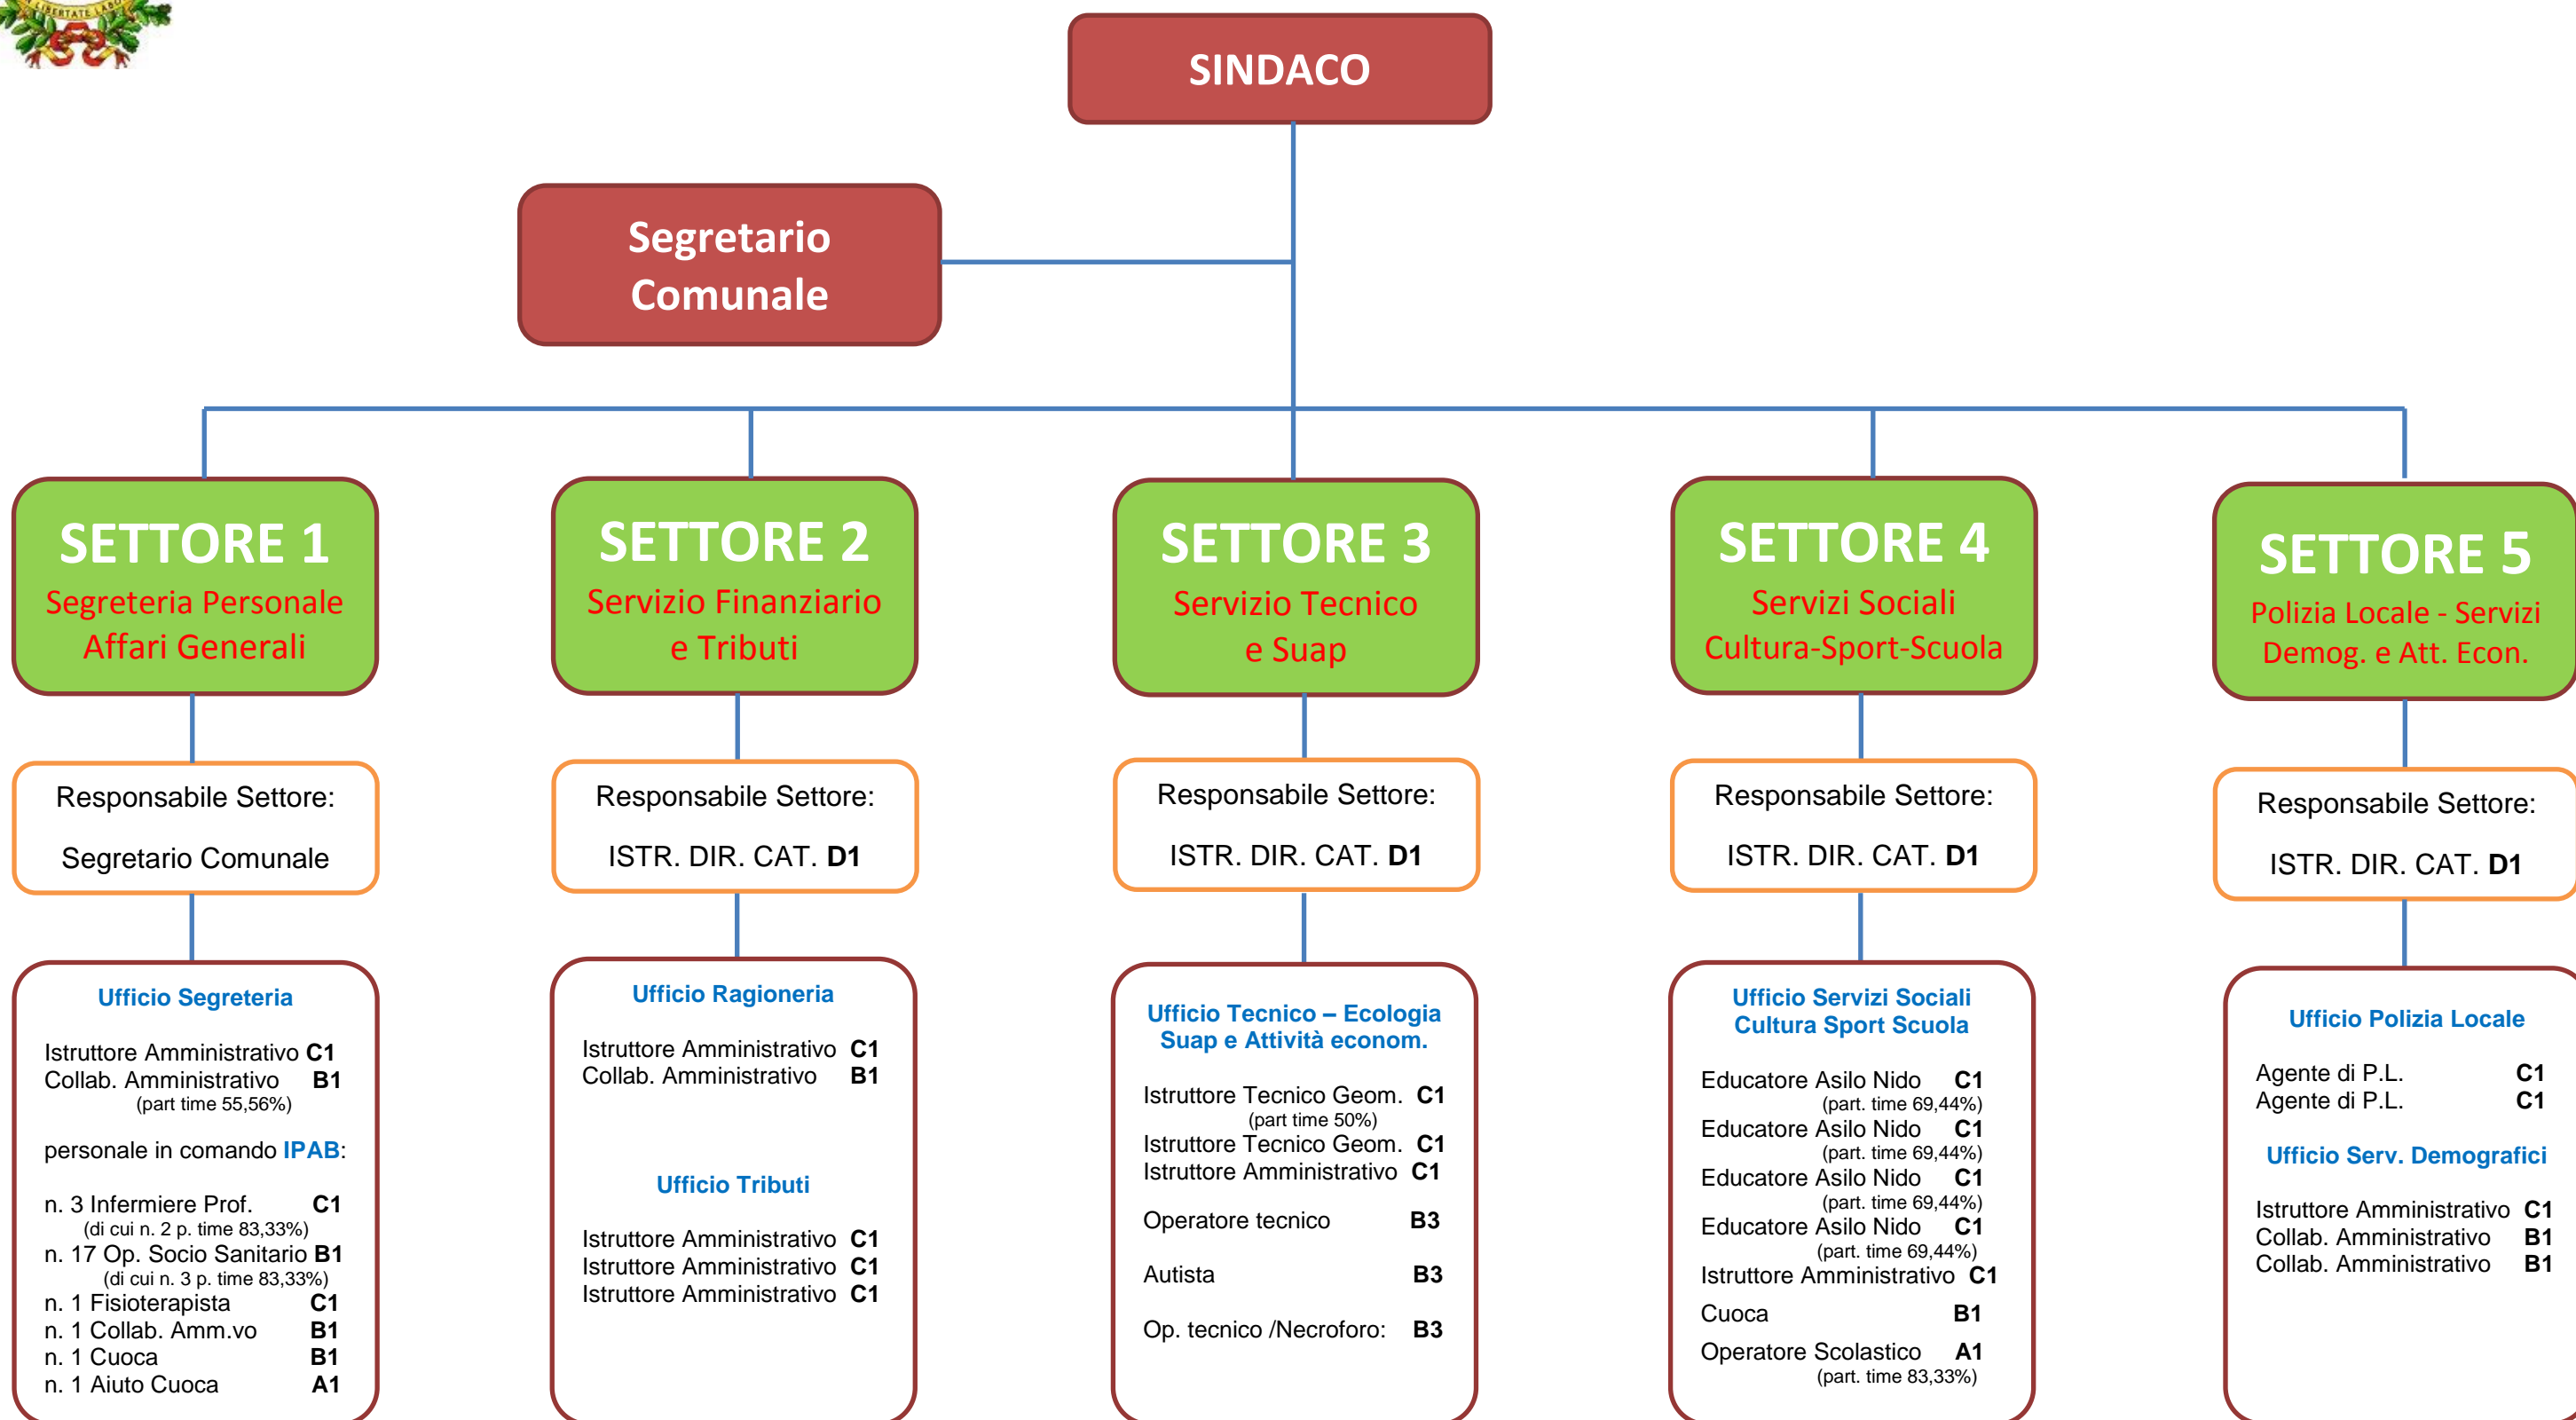 LIBERTATE LABO
SINDACO
Segretario
Comunale
SETTORE 1
Segreteria Personale
Affari Generali
Responsabile Settore:
Segretario Comunale
Ufficio Segreteria
Istruttore Amministrativo C1
Collab. Amministrativo B1
(part time 55,56%)
personale in comando IPAB:
n. 3 Infermiere Prof. C1
(di cui n. 2 p. time 83,33%)
n. 17 Op. Socio Sanitario B1
(di cui n. 3 p. time 83,33%)
n. 1 Fisioterapista C1
n. 1 Collab. Amm.vo B1
n. 1 Cuoca B1
n. 1 Aiuto Cuoca A1
SETTORE 2
Servizio Finanziario
e Tributi
Responsabile Settore:
ISTR. DIR. CAT. D1
Ufficio Ragioneria
Istruttore Amministrativo C1
Collab. Amministrativo B1
Ufficio Tributi
Istruttore Amministrativo C1
Istruttore Amministrativo C1
Istruttore Amministrativo C1
SETTORE 3
Servizio Tecnico
e Suap
Responsabile Settore:
ISTR. DIR. CAT. D1
Ufficio Tecnico – Ecologia
Suap e Attività econom.
Istruttore Tecnico Geom. C1
(part time 50%)
Istruttore Tecnico Geom. C1
Istruttore Amministrativo C1
Operatore tecnico B3
Autista B3
Op. tecnico /Necroforo: B3
SETTORE 4
Servizi Sociali
Cultura-Sport-Scuola
Responsabile Settore:
ISTR. DIR. CAT. D1
Ufficio Servizi Sociali
Cultura Sport Scuola
Educatore Asilo Nido C1
(part. time 69,44%)
Educatore Asilo Nido C1
(part. time 69,44%)
Educatore Asilo Nido C1
(part. time 69,44%)
Educatore Asilo Nido C1
(part. time 69,44%)
Istruttore Amministrativo C1
Cuoca B1
Operatore Scolastico A1
(part. time 83,33%)
SETTORE 5
Polizia Locale - Servizi
Demog. e Att. Econ.
Responsabile Settore:
ISTR. DIR. CAT. D1
Ufficio Polizia Locale
Agente di P.L. C1
Agente di P.L. C1
Ufficio Serv. Demografici
Istruttore Amministrativo C1
Collab. Amministrativo B1
Collab. Amministrativo B1